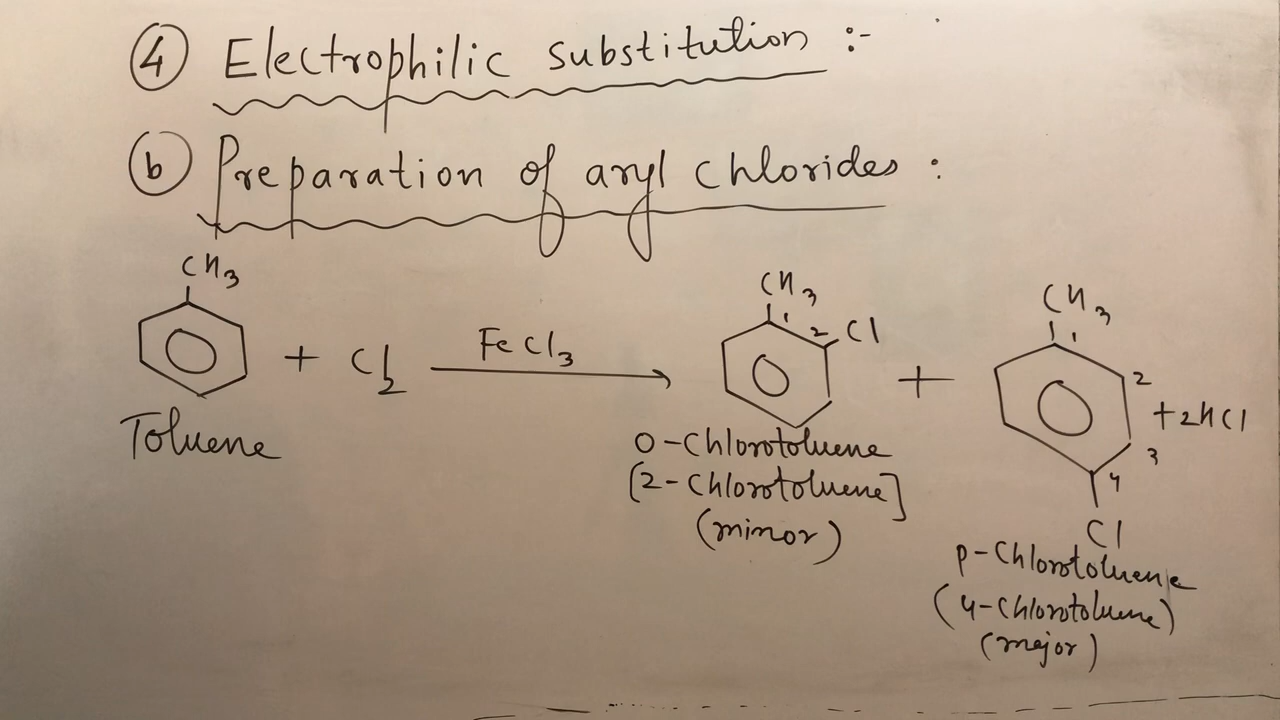 4 Electrophilic substitution :-
b Preparation of aryl chlorides :
CH3
CH3
CH3
Toluene + Cl2 FeCl3 1 2 Cl + 1 2 3 4 Cl + 2HCl
O-Chlorotoluene
[2-Chlorotoluene]
(minor)
p-Chlorotoluene
(4-Chlorotoluene)
(major)